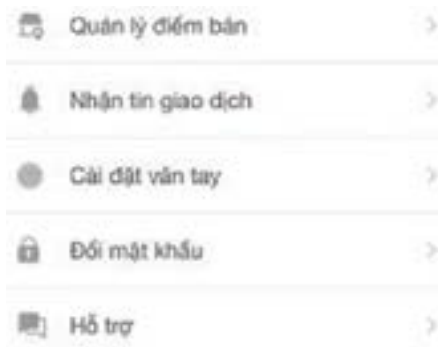 Quản lý điểm bán
Nhận tin giao dịch
Cài đặt vân tay
Đổi mật khẩu
Hỗ trợ